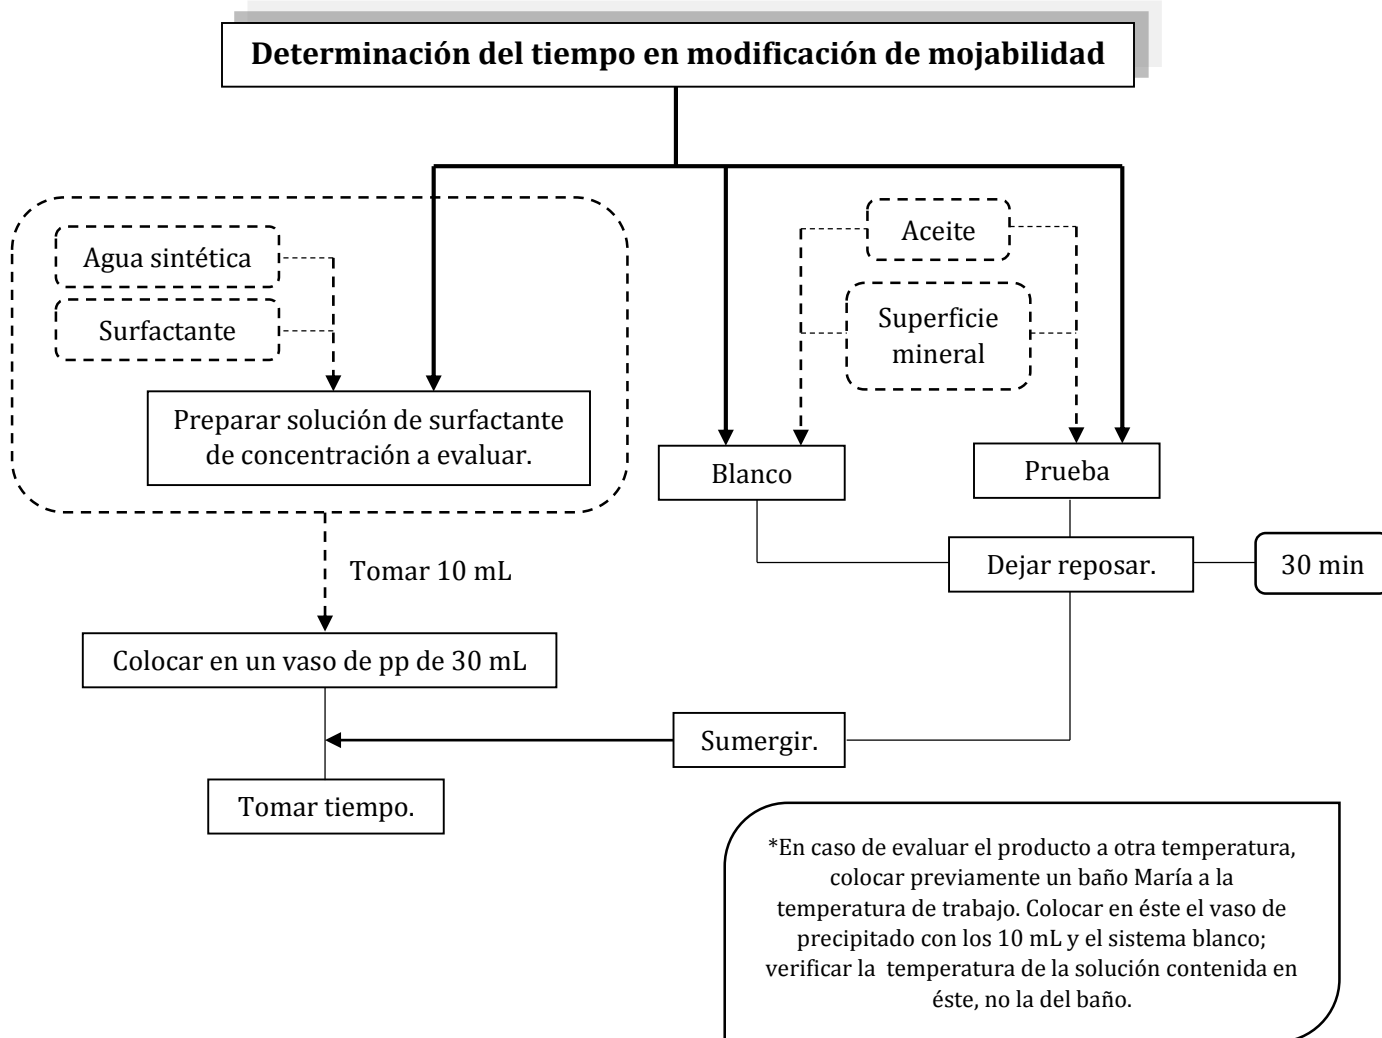 Determinación del tiempo en modificación de mojabilidad
Agua sintética
Surfactante
Preparar solución de surfactante
de concentración a evaluar.
Aceite
Superficie
mineral
Blanco
Prueba
Dejar reposar.
30 min
Tomar 10 mL
Colocar en un vaso de pp de 30 mL
Sumergir.
Tomar tiempo.
*En caso de evaluar el producto a otra temperatura,
colocar previamente un baño María a la
temperatura de trabajo. Colocar en éste el vaso de
precipitado con los 10 mL y el sistema blanco;
verificar la temperatura de la solución contenida en
éste, no la del baño.